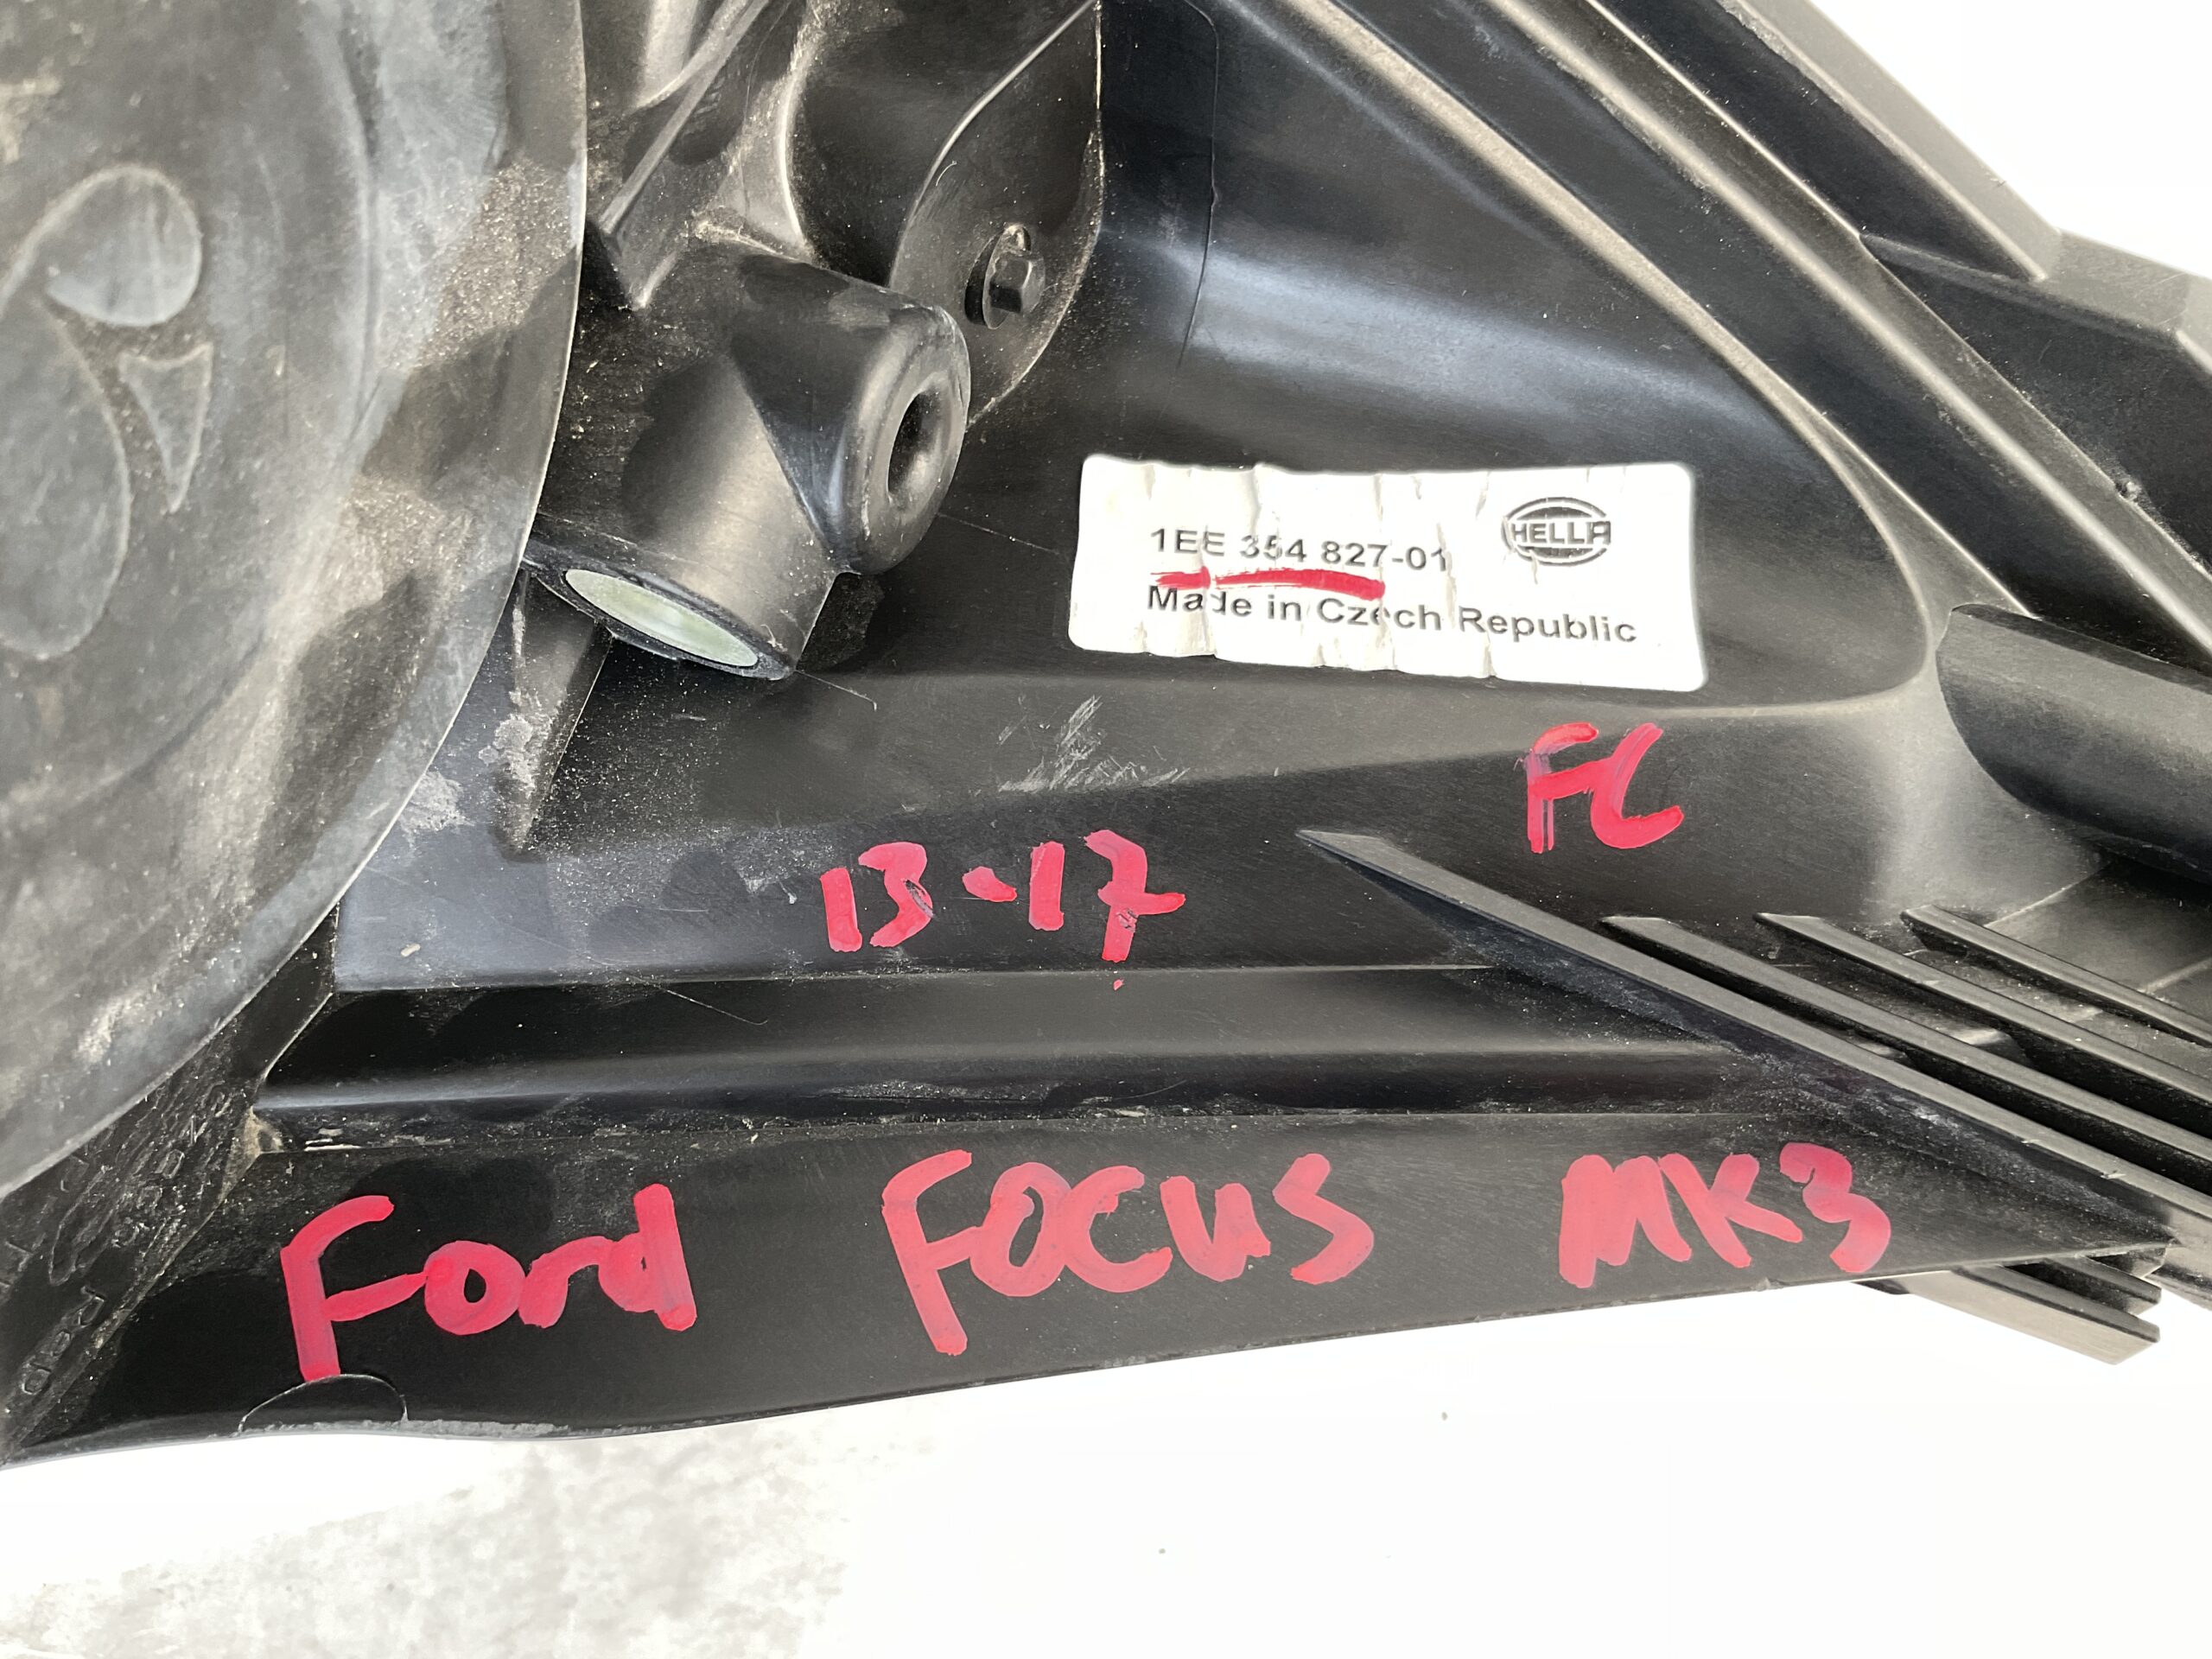 1EE 354 827-01
HELLA
Made in Czech Republic
FC
13-17
Ford Focus MK3